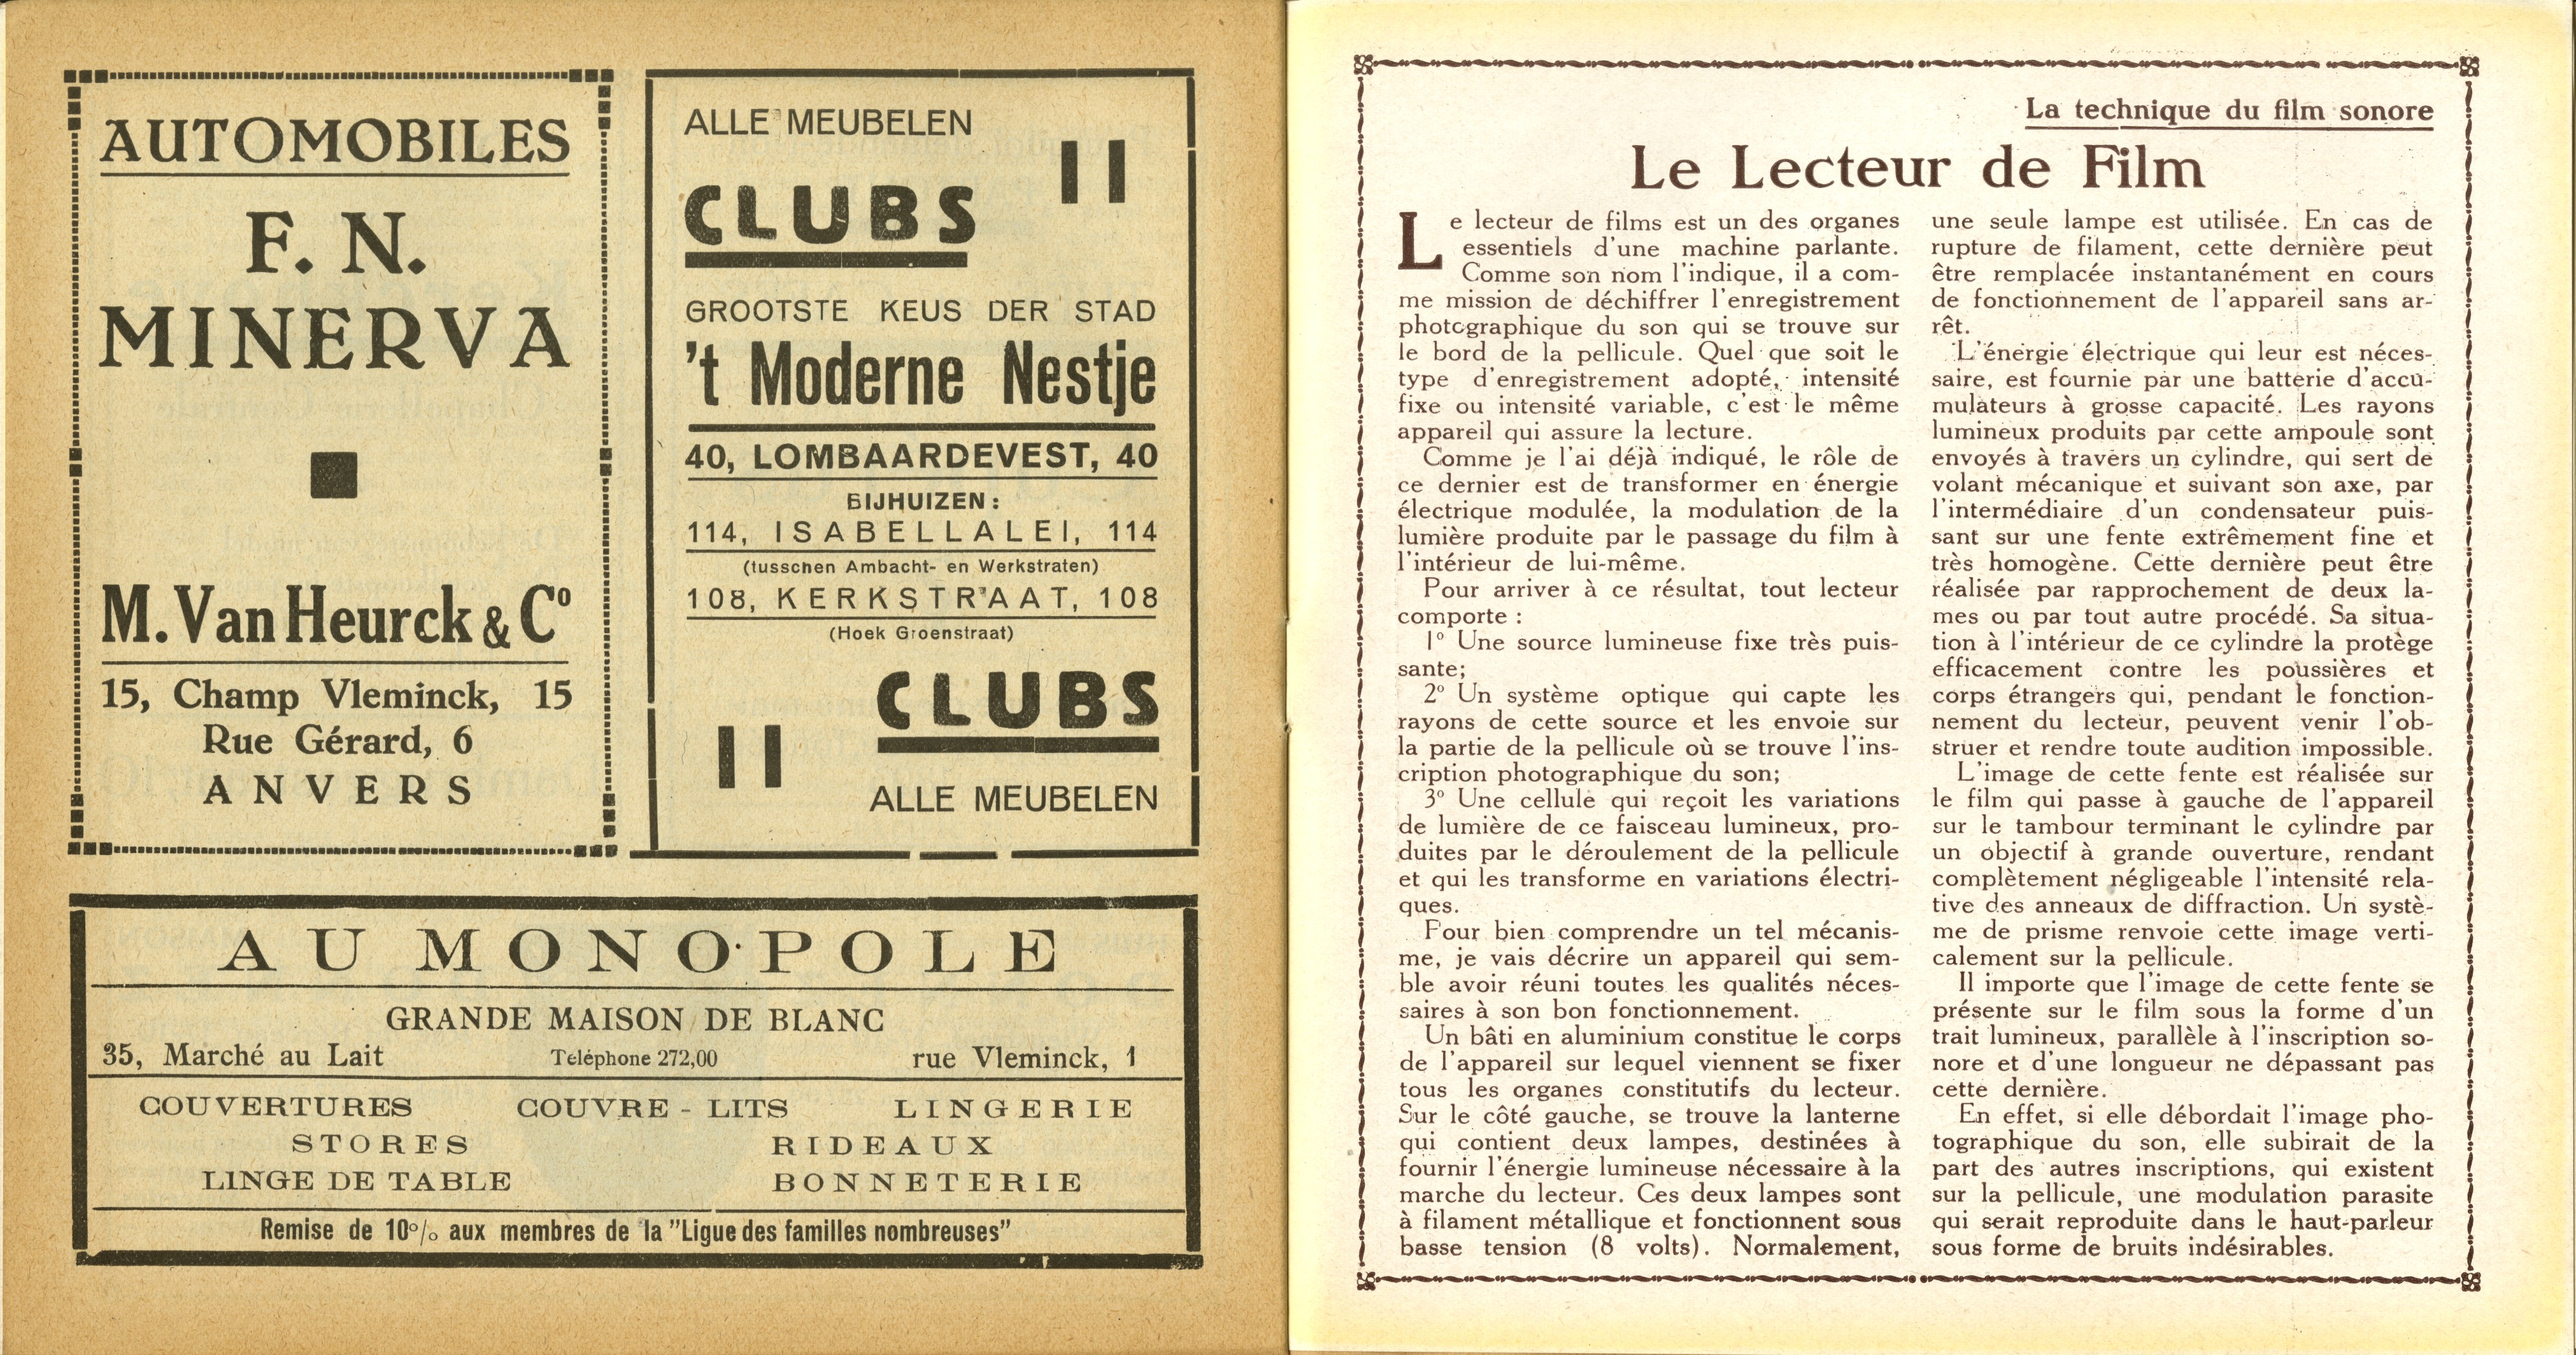 AUTOMOBILES
F. N.
MINERVA
M. Van Heurck & Cº
15, Champ Vleminck, 15
Rue Gérard, 6
ANVERS
ALLE MEUBELEN
CLUBS
GROOTSTE KEUS DER STAD
't Moderne Nestje
40, LOMBAARDEVEST, 40
BIJHUIZEN :
114, ISABELLALEI, 114
(tusschen Ambacht- en Werkstraten)
108, KERKSTRAAT, 108
(Hoek Groenstraat)
CLUBS
ALLE MEUBELEN
AU MONOPOLE
GRANDE MAISON DE BLANC
35, Marché au Lait Téléphone 272,00 rue Vleminck, 1
COUVERTURES COUVRE - LITS LINGERIE
STORES RIDEAUX
LINGE DE TABLE BONNETERIE
Remise de 10% aux membres de la "Ligue des familles nombreuses"
La technique du film sonore
Le Lecteur de Film
Le lecteur de films est un des organes
essentiels d'une machine parlante.
Comme son nom l'indique, il a com-
me mission de déchiffrer l'enregistrement
photographique du son qui se trouve sur
le bord de la pellicule. Quel que soit le
type d'enregistrement adopté, intensité
fixe ou intensité variable, c'est le même
appareil qui assure la lecture.
Comme je l'ai déjà indiqué, le rôle de
ce dernier est de transformer en énergie
électrique modulée, la modulation de la
lumière produite par le passage du film à
l'intérieur de lui-même.
Pour arriver à ce résultat, tout lecteur
comporte :
1º Une source lumineuse fixe très puis-
sante;
2º Un système optique qui capte les
rayons de cette source et les envoie sur
la partie de la pellicule où se trouve l'ins-
cription photographique du son;
3º Une cellule qui reçoit les variations
de lumière de ce faisceau lumineux, pro-
duites par le déroulement de la pellicule
et qui les transforme en variations électri-
ques.
Pour bien comprendre un tel mécanis-
me, je vais décrire un appareil qui sem-
ble avoir réuni toutes les qualités néces-
saires à son bon fonctionnement.
Un bâti en aluminium constitue le corps
de l'appareil sur lequel viennent se fixer
tous les organes constitutifs du lecteur.
Sur le côté gauche, se trouve la lanterne
qui contient deux lampes, destinées à
fournir l'énergie lumineuse nécessaire à la
marche du lecteur. Ces deux lampes sont
à filament métallique et fonctionnent sous
basse tension (8 volts). Normalement,
une seule lampe est utilisée. En cas de
rupture de filament, cette dernière peut
être remplacée instantanément en cours
de fonctionnement de l'appareil sans ar-
rêt.
L'énergie électrique qui leur est néces-
saire, est fournie par une batterie d'accu-
mulateurs à grosse capacité. Les rayons
lumineux produits par cette ampoule sont
envoyés à travers un cylindre, qui sert de
volant mécanique et suivant son axe, par
l'intermédiaire d'un condensateur puis-
sant sur une fente extrêmement fine et
très homogène. Cette dernière peut être
réalisée par rapprochement de deux la-
mes ou par tout autre procédé. Sa situa-
tion à l'intérieur de ce cylindre la protège
efficacement contre les poussières et
corps étrangers qui, pendant le fonction-
nement du lecteur, peuvent venir l'ob-
struer et rendre toute audition impossible.
L'image de cette fente est réalisée sur
le film qui passe à gauche de l'appareil
sur le tambour terminant le cylindre par
un objectif à grande ouverture, rendant
complètement négligeable l'intensité rela-
tive des anneaux de diffraction. Un systè-
me de prisme renvoie cette image verti-
calement sur la pellicule.
Il importe que l'image de cette fente se
présente sur le film sous la forme d'un
trait lumineux, parallèle à l'inscription so-
nore et d'une longueur ne dépassant pas
cette dernière.
En effet, si elle débordait l'image pho-
tographique du son, elle subirait de la
part des autres inscriptions, qui existent
sur la pellicule, une modulation parasite
qui serait reproduite dans le haut-parleur
sous forme de bruits indésirables.